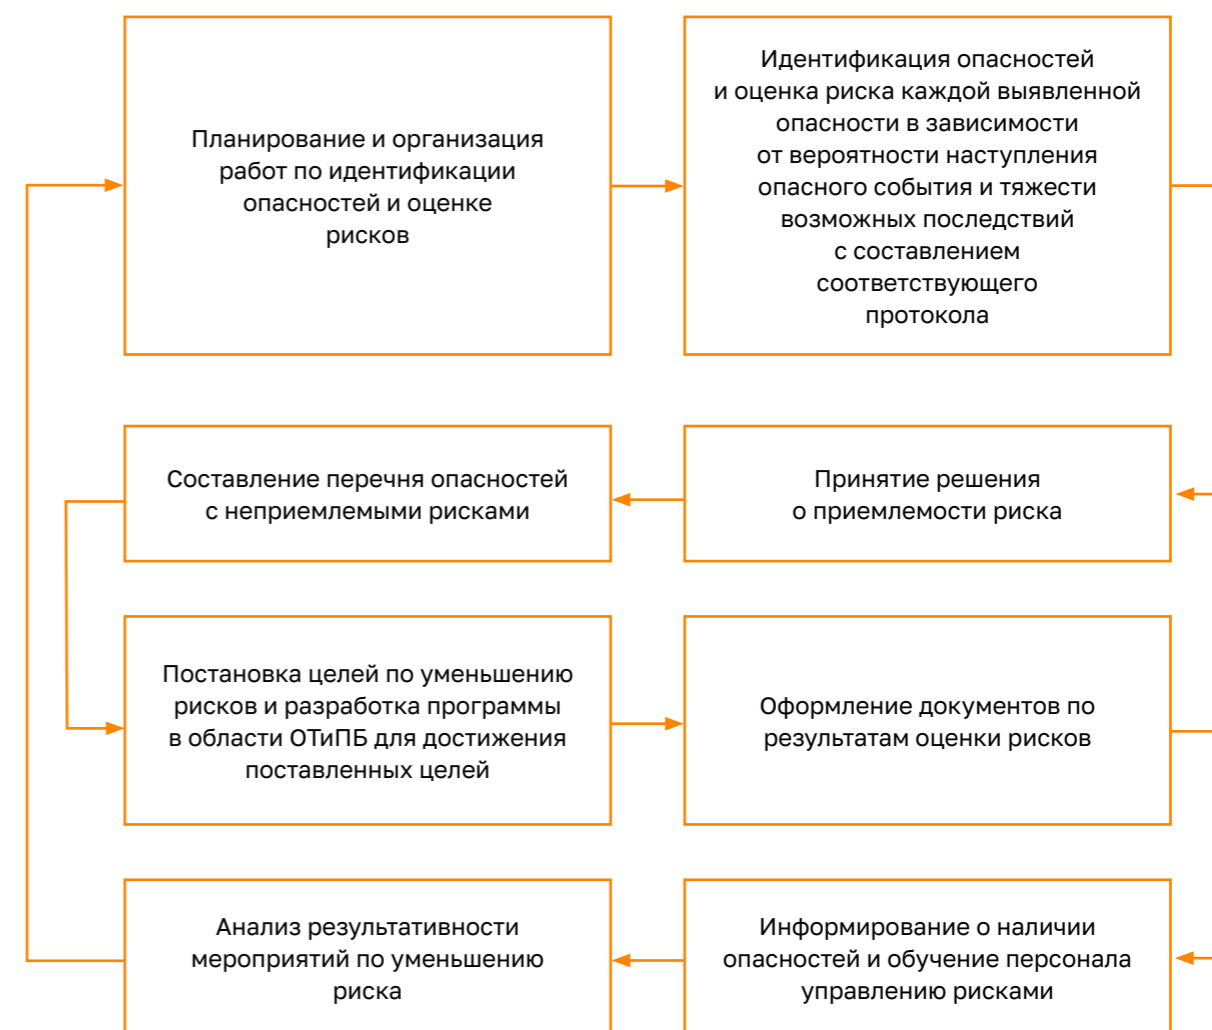 Планирование и организация
работ по идентификации
опасностей и оценке
рисков
Идентификация опасностей
и оценка риска каждой выявленной
опасности в зависимости
от вероятности наступления
опасного события и тяжести
возможных последствий
с составлением
соответствующего
протокола
Принятие решения
о приемлемости риска
Составление перечня опасностей
с неприемлемыми рисками
Постановка целей по уменьшению
рисков и разработка программы
в области ОТиПБ для достижения
поставленных целей
Оформление документов по
результатам оценки рисков
Информирование о наличии
опасностей и обучение персонала
управлению рисками
Анализ результативности
мероприятий по уменьшению
риска